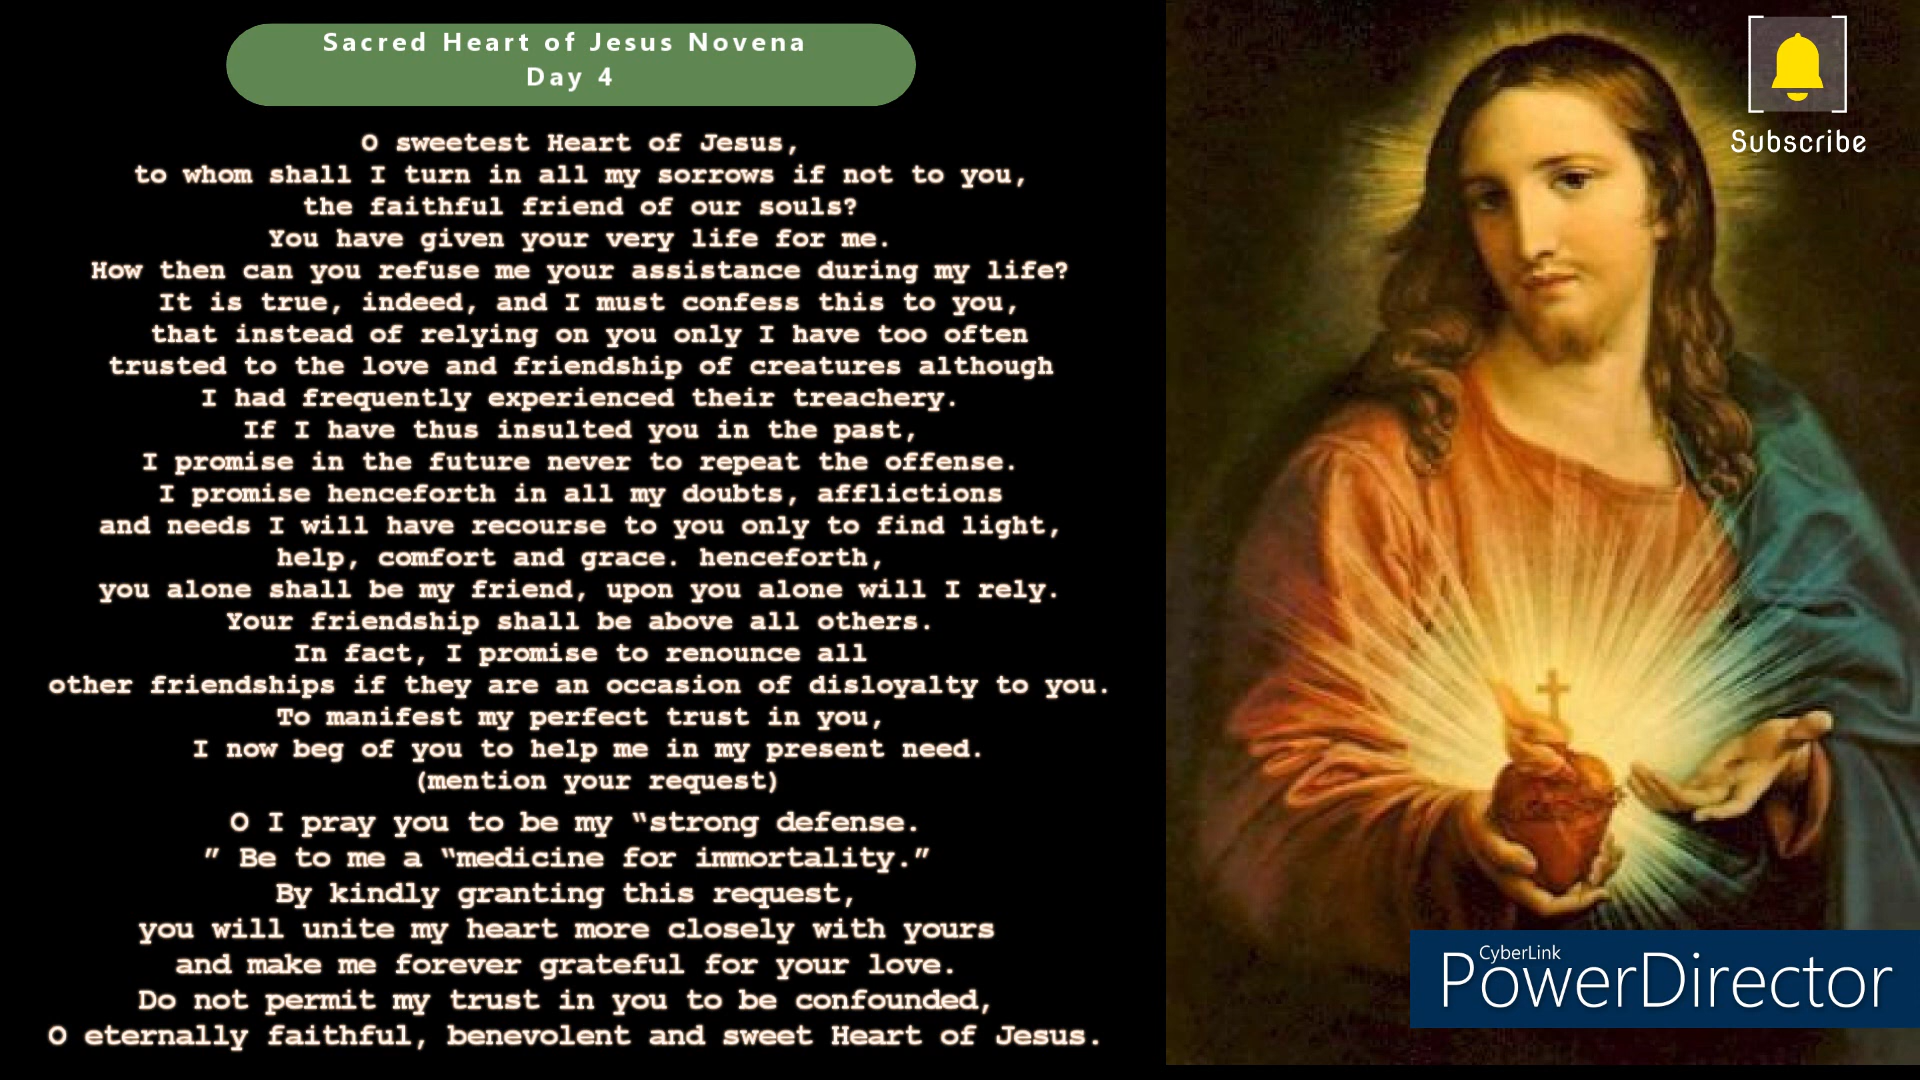 Sacred Heart of Jesus Novena
Day 4
O sweetest Heart of Jesus,
to whom shall I turn in all my sorrows if not to you,
the faithful friend of our souls?
You have given your very life for me.
How then can you refuse me your assistance during my life?
It is true, indeed, and I must confess this to you,
that instead of relying on you only I have too often
trusted to the love and friendship of creatures although
I had frequently experienced their treachery.
If I have thus insulted you in the past,
I promise in the future never to repeat the offense.
I promise henceforth in all my doubts, afflictions
and needs I will have recourse to you only to find light,
help, comfort and grace. henceforth,
you alone shall be my friend, upon you alone will I rely.
Your friendship shall be above all others.
In fact, I promise to renounce all
other friendships if they are an occasion of disloyalty to you.
To manifest my perfect trust in you,
I now beg of you to help me in my present need.
(mention your request)
O I pray you to be my “strong defense.
” Be to me a “medicine for immortality.”
By kindly granting this request,
you will unite my heart more closely with yours
and make me forever grateful for your love.
Do not permit my trust in you to be confounded,
O eternally faithful, benevolent and sweet Heart of Jesus.
Subscribe
CyberLink
PowerDirector